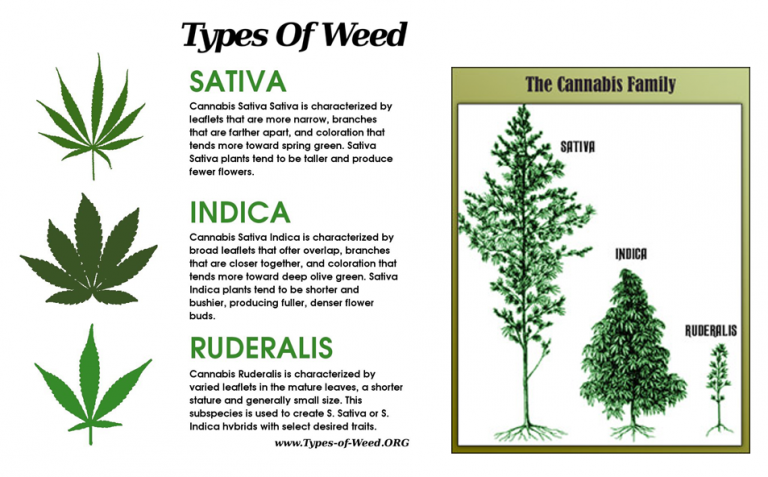 Types Of Weed
SATIVA
Cannabis Sativa Sativa is characterized by
leaflets that are more narrow, branches
that are farther apart, and coloration that
tends more toward spring green. Sativa
Sativa plants tend to be taller and produce
fewer flowers.
INDICA
Cannabis Sativa Indica is characterized by
broad leaflets that ofter overlap, branches
that are closer together, and coloration that
tends more toward deep olive green. Sativa
Indica plants tend to be shorter and
bushier, producing fuller, denser flower
buds.
RUDERALIS
Cannabis Ruderalis is characterized by
varied leaflets in the mature leaves, a shorter
stature and generally small size. This
subspecies is used to create S. Sativa or S.
Indica hybrids with select desired traits.
www.Types-of-Weed.ORG
The Cannabis Family
SATIVA
INDICA
RUDERALIS